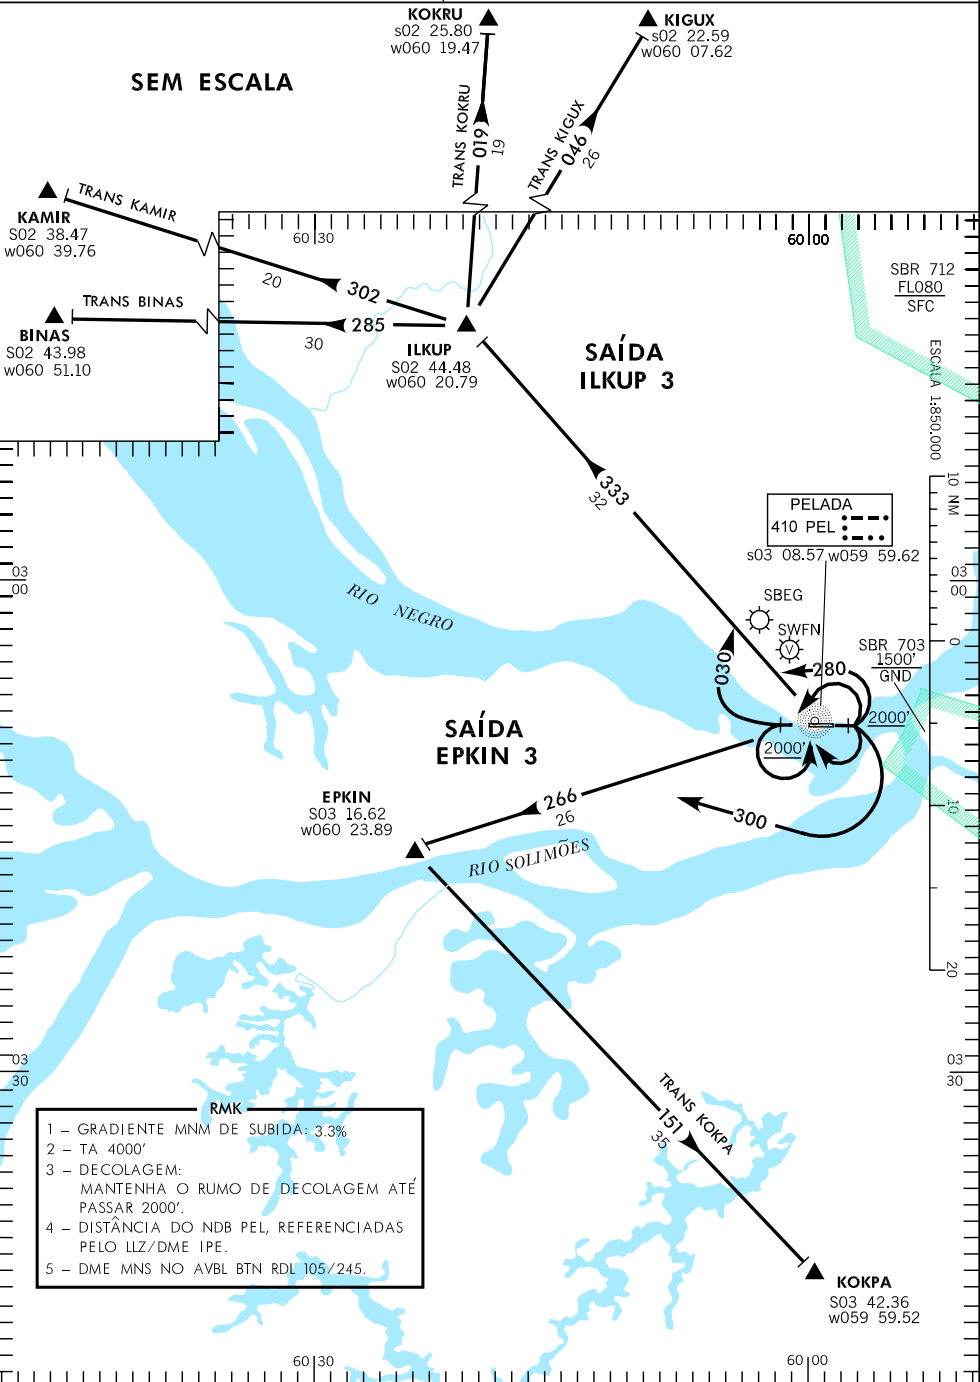 KOKRU
S02 25.80
W060 19.47
KIGUX
S02 22.59
W060 07.62
SEM ESCALA
TRANS KOKRU
019
19
TRANS KIGUX
046
26
TRANS KAMIR
KAMIR
S02 38.47
W060 39.76
60 30
60 00
SBR 712
FL080
SFC
20
302
TRANS BINAS
BINAS
S02 43.98
W060 51.10
285
30
ILKUP
S02 44.48
W060 20.79
SAÍDA
ILKUP 3
ESCALA 1:850.000
333
32
10 NM
PELADA
410 PEL
S03 08.57 W059 59.62
03
00
03
00
RIO NEGRO
SBEG
SWFN
V
0
SBR 703
1500'
GND
030
280
2000'
2000'
SAÍDA
EPKIN 3
EPKIN
S03 16.62
W060 23.89
266
26
300
10
RIO SOLIMÕES
20
03
30
03
30
TRANS KOKPA
151
35
RMK
1 – GRADIENTE MNM DE SUBIDA: 3.3%
2 – TA 4000'
3 – DECOLAGEM:
MANTENHA O RUMO DE DECOLAGEM ATÉ
PASSAR 2000'.
4 – DISTÂNCIA DO NDB PEL, REFERENCIADAS
PELO LLZ/DME IPE.
5 – DME MNS NO AVBL BTN RDL 105/245.
KOKPA
S03 42.36
W059 59.52
60 30
60 00